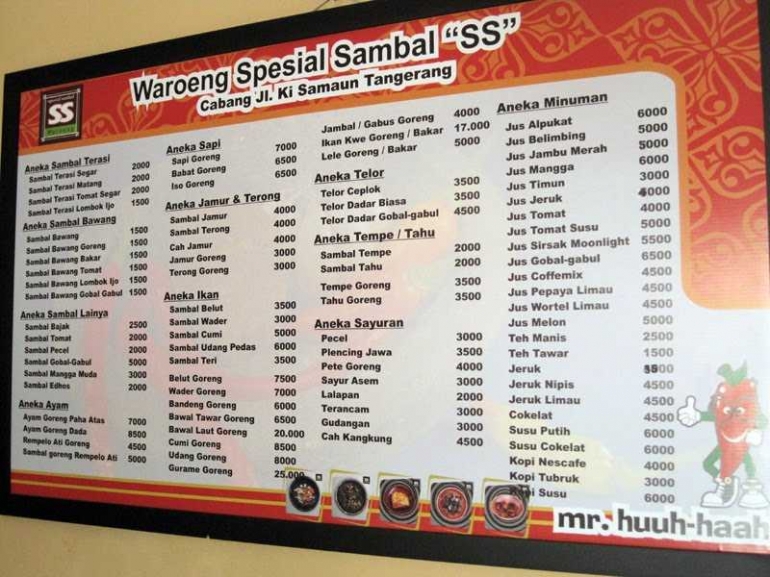 SS
Waroeng
Waroeng Spesial Sambal "SS"
Cabang Jl. Ki Samaun Tangerang
Aneka Sambal Terasi
Sambal Terasi Segar 2000
Sambal Terasi Matang 2000
Sambal Terasi Tomat Segar 2000
Sambal Terasi Lombok Ijo 1500
Aneka Sambal Bawang
Sambal Bawang 1500
Sambal Bawang Goreng 1500
Sambal Bawang Bakar 1500
Sambal Bawang Tomat 1500
Sambal Bawang Lombok Ijo 1500
Sambal Bawang Gobal Gabul 1500
Aneka Sambal Lainya
Sambal Bajak 2500
Sambal Tomat 2000
Sambal Pecel 2000
Sambal Gobal-Gabul 5000
Sambal Mangga Muda 3000
Sambal Edhos 2000
Aneka Ayam
Ayam Goreng Paha Atas 7000
Ayam Goreng Dada 8500
Rempelo Ati Goreng 4500
Sambal goreng Rempelo Ati 5000
Aneka Sapi
Sapi Goreng 7000
Babat Goreng 6500
Iso Goreng 6500
Aneka Jamur & Terong
Sambal Jamur 4000
Sambal Terong 4000
Cah Jamur 4000
Jamur Goreng 3000
Terong Goreng 3000
Aneka Ikan
Sambal Belut 3500
Sambal Wader 3000
Sambal Cumi 5000
Sambal Udang Pedas 6000
Sambal Teri 3500
Belut Goreng 7500
Wader Goreng 7000
Bandeng Goreng 6000
Bawal Tawar Goreng 6500
Bawal Laut Goreng 20.000
Cumi Goreng 8500
Udang Goreng 8000
Gurame Goreng 25.000
Jambal / Gabus Goreng 4000
Ikan Kwe Goreng / Bakar 17.000
Lele Goreng / Bakar 5000
Aneka Telor
Telor Ceplok 3500
Telor Dadar Biasa 3500
Telor Dadar Gobal-gabul 4500
Aneka Tempe / Tahu
Sambal Tempe 2000
Sambal Tahu 2000
Tempe Goreng 3500
Tahu Goreng 3500
Aneka Sayuran
Pecel 3000
Plencing Jawa 3500
Pete Goreng 4000
Sayur Asem 3000
Lalapan 2000
Terancam 3000
Gudangan 3000
Cah Kangkung 4500
Aneka Minuman
Jus Alpukat 6000
Jus Belimbing 5000
Jus Jambu Merah 5000
Jus Mangga 6000
Jus Timun 3000
Jus Jeruk 4000
Jus Tomat 4000
Jus Tomat Susu 5000
Jus Sirsak Moonlight 5500
Jus Gobal-gabul 6500
Jus Coffemix 4500
Jus Pepaya Limau 4500
Jus Wortel Limau 4500
Jus Melon 5000
Teh Manis 2500
Teh Tawar 1500
Jeruk
Jeruk Nipis 4500
Jeruk Limau 4500
Cokelat 4500
Susu Putih 6000
Susu Cokelat 6000
Kopi Nescafe 4000
Kopi Tubruk 3000
Kopi Susu 6000
mr. huuh-haah